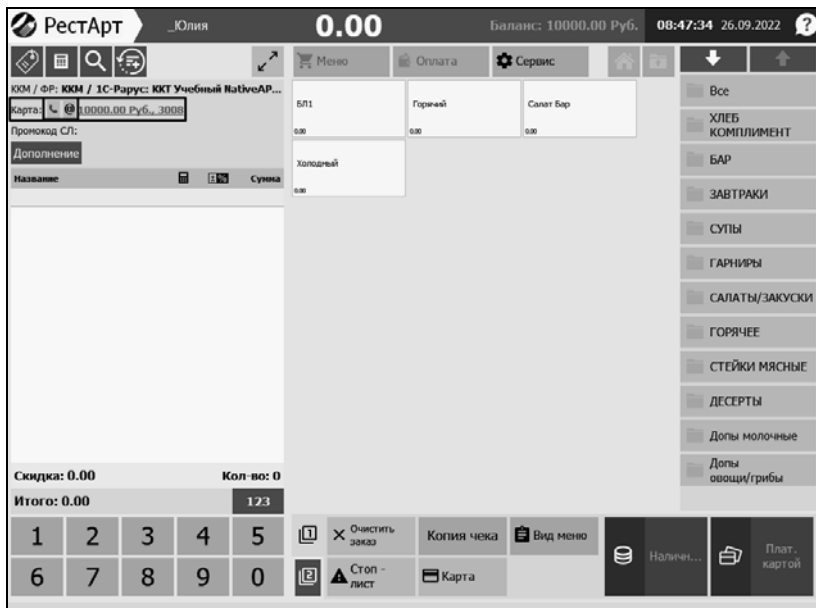 РестАрт
_Юлия
0.00
Баланс: 10000.00 Руб.
08:47:34 26.09.2022
?
Меню
Оплата
Сервис
ККМ / ФР: ККМ / 1С-Рарус: ККТ Учебный NativeAP...
Карта: @ 10000.00 Руб., 3008
Промокод СЛ:
Дополнение
Название
Сумма
БЛ1
0.00
Горячий
0.00
Салат Бар
0.00
Холодный
0.00
Все
ХЛЕБ
КОМПЛИМЕНТ
БАР
ЗАВТРАКИ
СУПЫ
ГАРНИРЫ
САЛАТЫ/ЗАКУСКИ
ГОРЯЧЕЕ
СТЕЙКИ МЯСНЫЕ
ДЕСЕРТЫ
Допы молочные
Допы
овощи/грибы
Скидка: 0.00
Кол-во: 0
Итого: 0.00
123
1 2 3 4 5
6 7 8 9 0
1
Очистить
заказ
Копия чека
Вид меню
2
Стоп -
лист
Карта
Наличн...
Плат.
картой